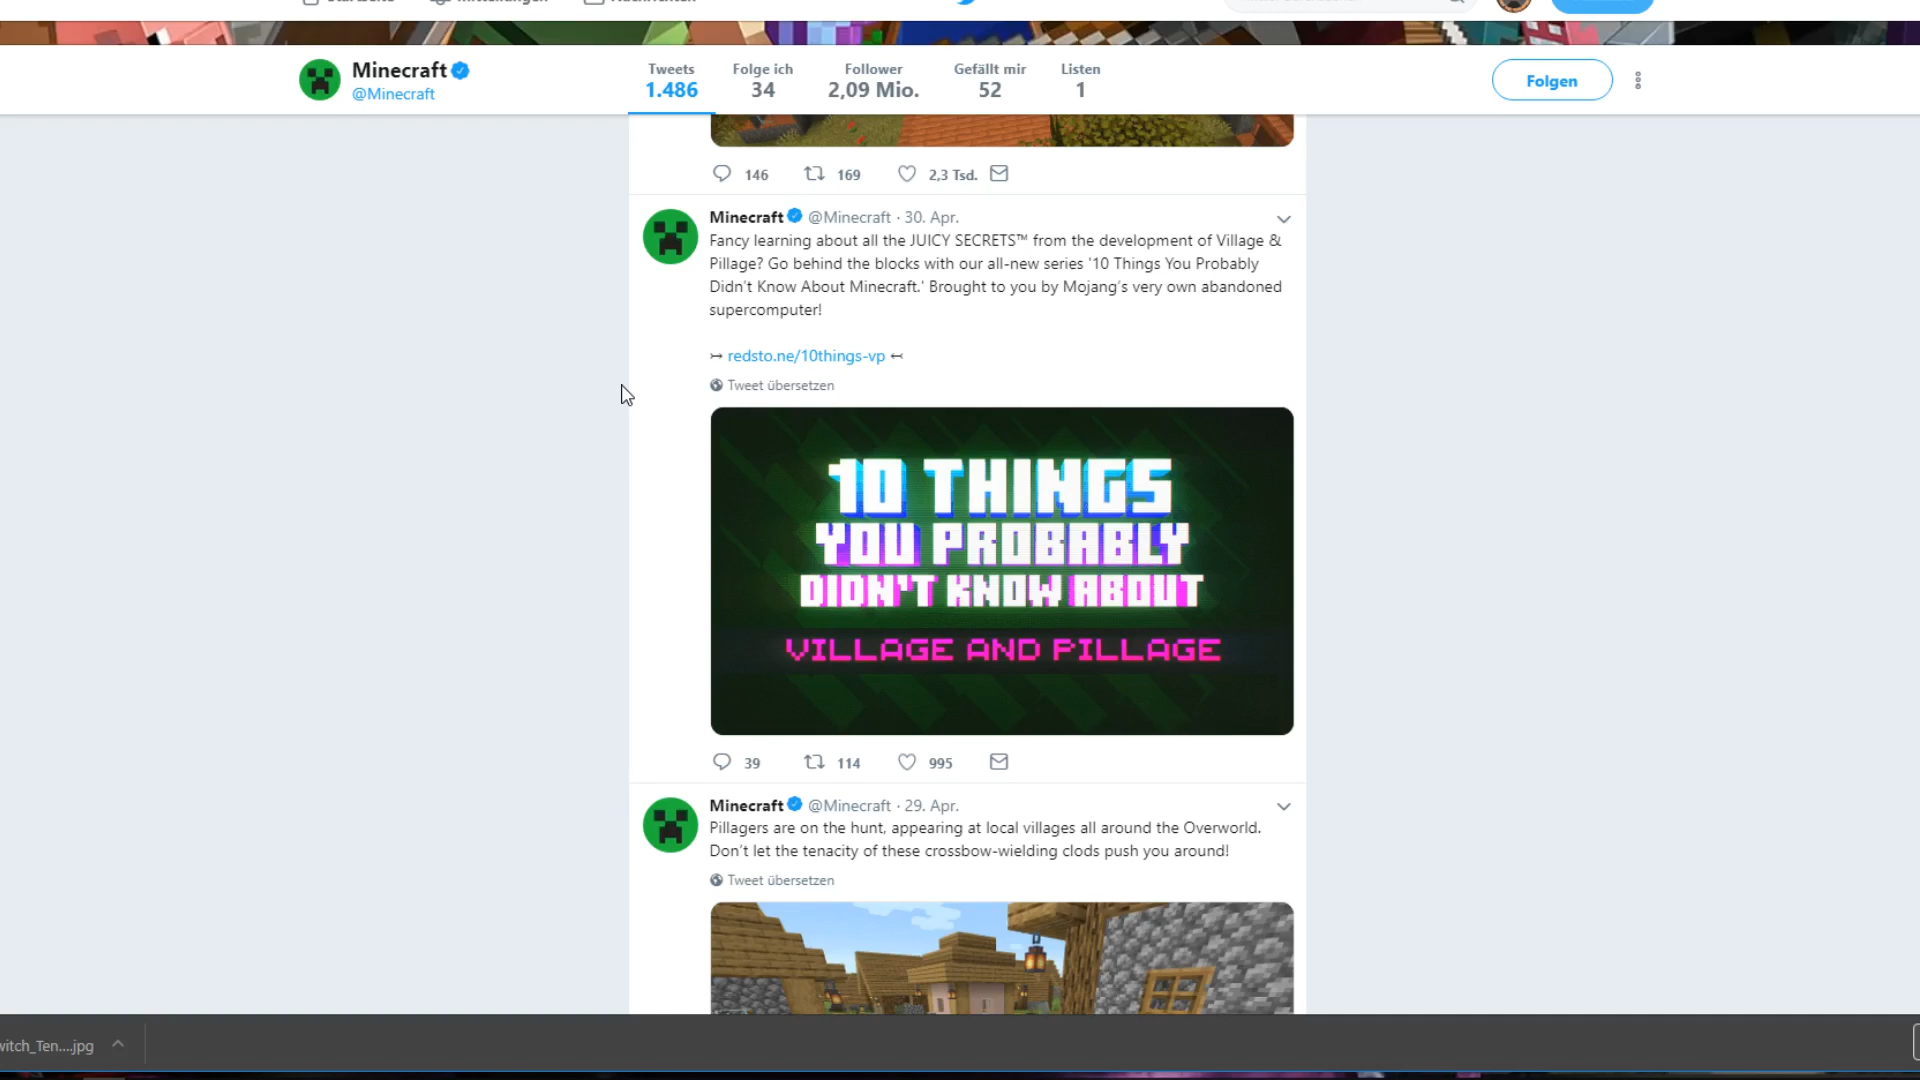 Startseite Mitteilungen Nachrichten
Minecraft
@Minecraft
Tweets Folge ich Follower Gefällt mir Listen
1.486 34 2,09 Mio. 52 1
Folgen
146 169 2,3 Tsd.
Minecraft @Minecraft · 30. Apr.
Fancy learning about all the JUICY SECRETS™ from the development of Village &
Pillage? Go behind the blocks with our all-new series '10 Things You Probably
Didn't Know About Minecraft.' Brought to you by Mojang's very own abandoned
supercomputer!
↣ redsto.ne/10things-vp ↢
Tweet übersetzen
10 THINGS
YOU PROBABLY
DIDN'T KNOW ABOUT
VILLAGE AND PILLAGE
39 114 995
Minecraft @Minecraft · 29. Apr.
Pillagers are on the hunt, appearing at local villages all around the Overworld.
Don't let the tenacity of these crossbow-wielding clods push you around!
Tweet übersetzen
witch_Ten....jpg